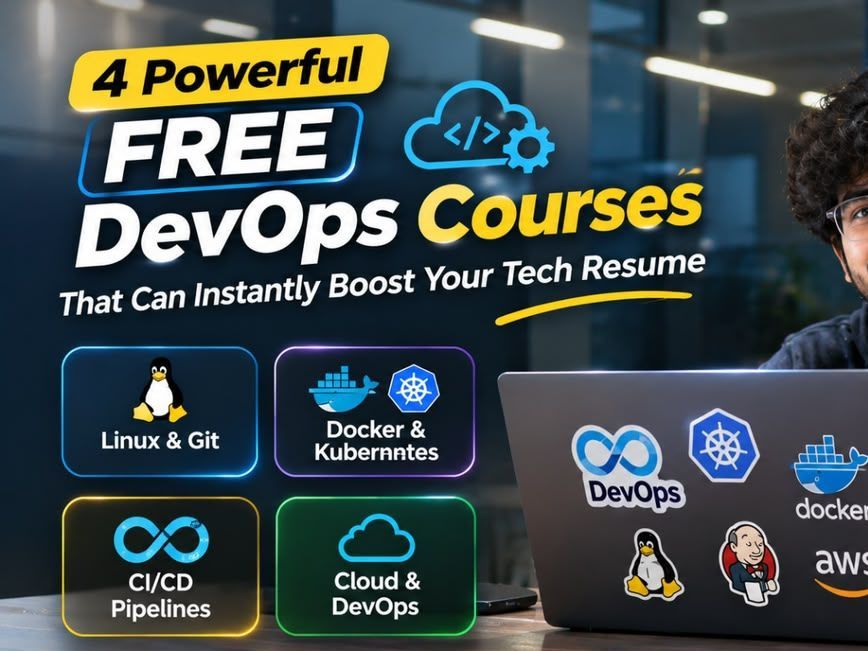 4 Powerful
FREE
DevOps Courses
That Can Instantly Boost Your Tech Resume
Linux & Git
Docker &
Kubernntes
CI/CD
Pipelines
Cloud &
DevOps
DevOps
docker
aws